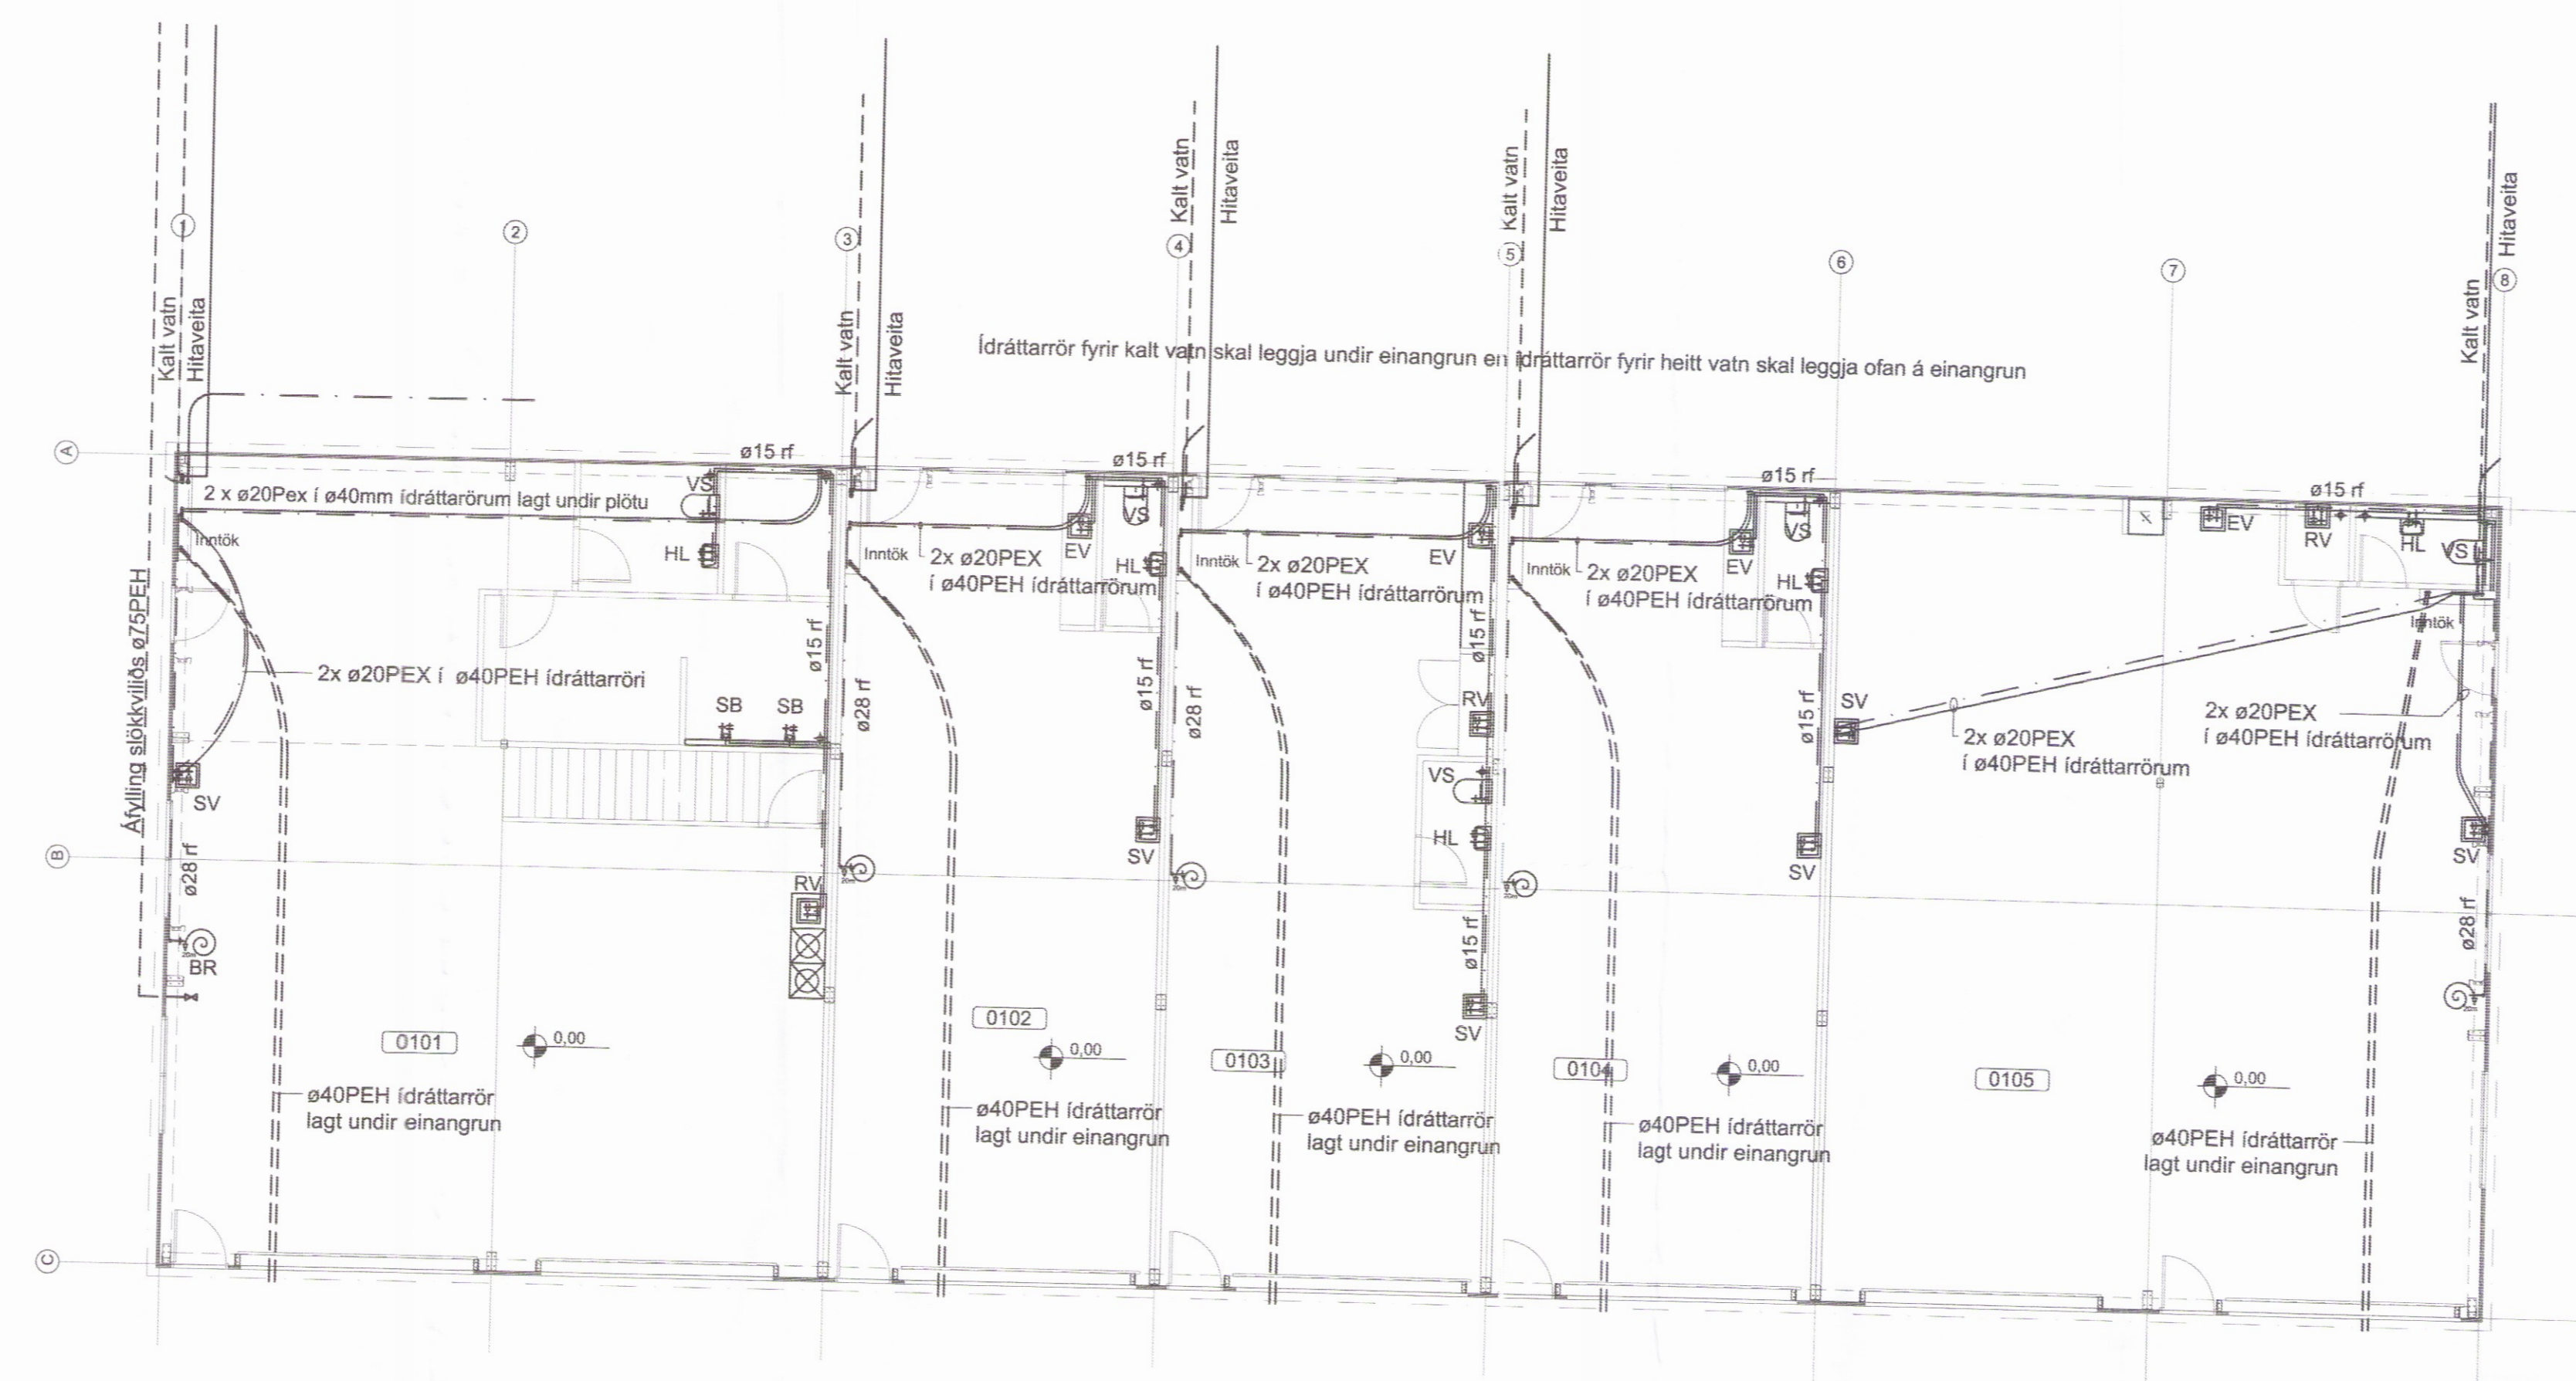 Kalt vatn
Hitaveita
1
2
3
Kalt vatn
Hitaveita
4
Kalt vatn
Hitaveita
5
Kalt vatn
Hitaveita
6
7
8
Kalt vatn
Hitaveita
Ídráttarrör fyrir kalt vatn skal leggja undir einangrun en ídráttarrör fyrir heitt vatn skal leggja ofan á einangrun
A
B
C
Áfylling slökkviliðs ø75PEH
2 x ø20Pex í ø40mm ídráttarörum lagt undir plötu
ø15 rf
VS
HL
Inntök
2x ø20PEX í ø40PEH ídráttarröri
SB
SB
ø15 rf
SV
ø28 rf
BR
20m
RV
0101
0,00
ø40PEH ídráttarrör
lagt undir einangrun
ø15 rf
Inntök
2x ø20PEX
í ø40PEH ídráttarrörum
EV
VS
HL
ø28 rf
ø15 rf
SV
20m
0102
0,00
ø40PEH ídráttarrör
lagt undir einangrun
Inntök
2x ø20PEX
í ø40PEH ídráttarrörum
EV
ø28 rf
ø15 rf
RV
VS
HL
ø15 rf
SV
20m
0103
0,00
ø40PEH ídráttarrör
lagt undir einangrun
ø15 rf
Inntök
2x ø20PEX
í ø40PEH ídráttarrörum
EV
VS
HL
ø15 rf
SV
20m
0104
0,00
ø40PEH ídráttarrör
lagt undir einangrun
ø15 rf
EV
RV
HL
VS
Inntök
SV
2x ø20PEX
í ø40PEH ídráttarrörum
2x ø20PEX
í ø40PEH ídráttarrörum
SV
ø28 rf
20m
0105
0,00
ø40PEH ídráttarrör
lagt undir einangrun